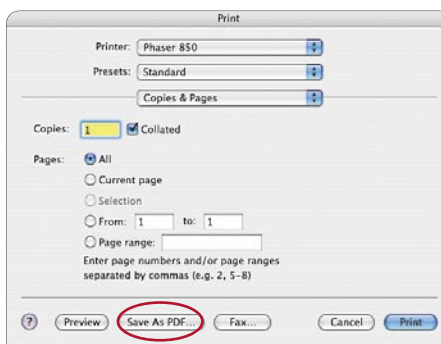 Print
Printer: Phaser 850
Presets: Standard
Copies & Pages
Copies: 1 Collated
Pages: All
Current page
Selection
From: 1 to: 1
Page range:
Enter page numbers and/or page ranges
separated by commas (e.g. 2, 5–8)
? Preview Save As PDF... Fax... Cancel Print